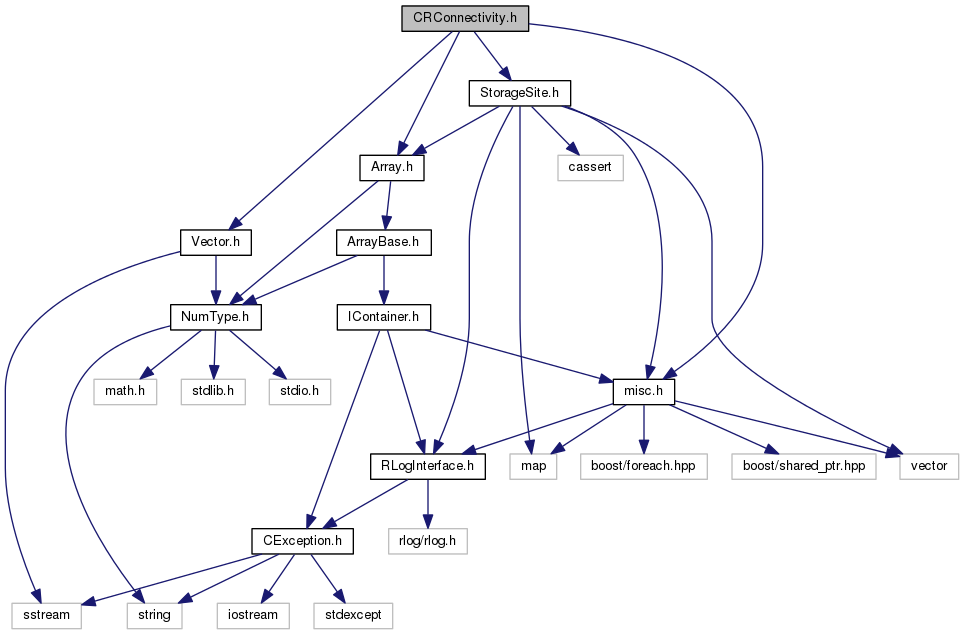 CRConnectivity.h
StorageSite.h
Array.h
cassert
Vector.h
ArrayBase.h
NumType.h
IContainer.h
math.h
stdlib.h
stdio.h
misc.h
RLogInterface.h
map
boost/foreach.hpp
boost/shared_ptr.hpp
vector
CException.h
rlog/rlog.h
sstream
string
iostream
stdexcept